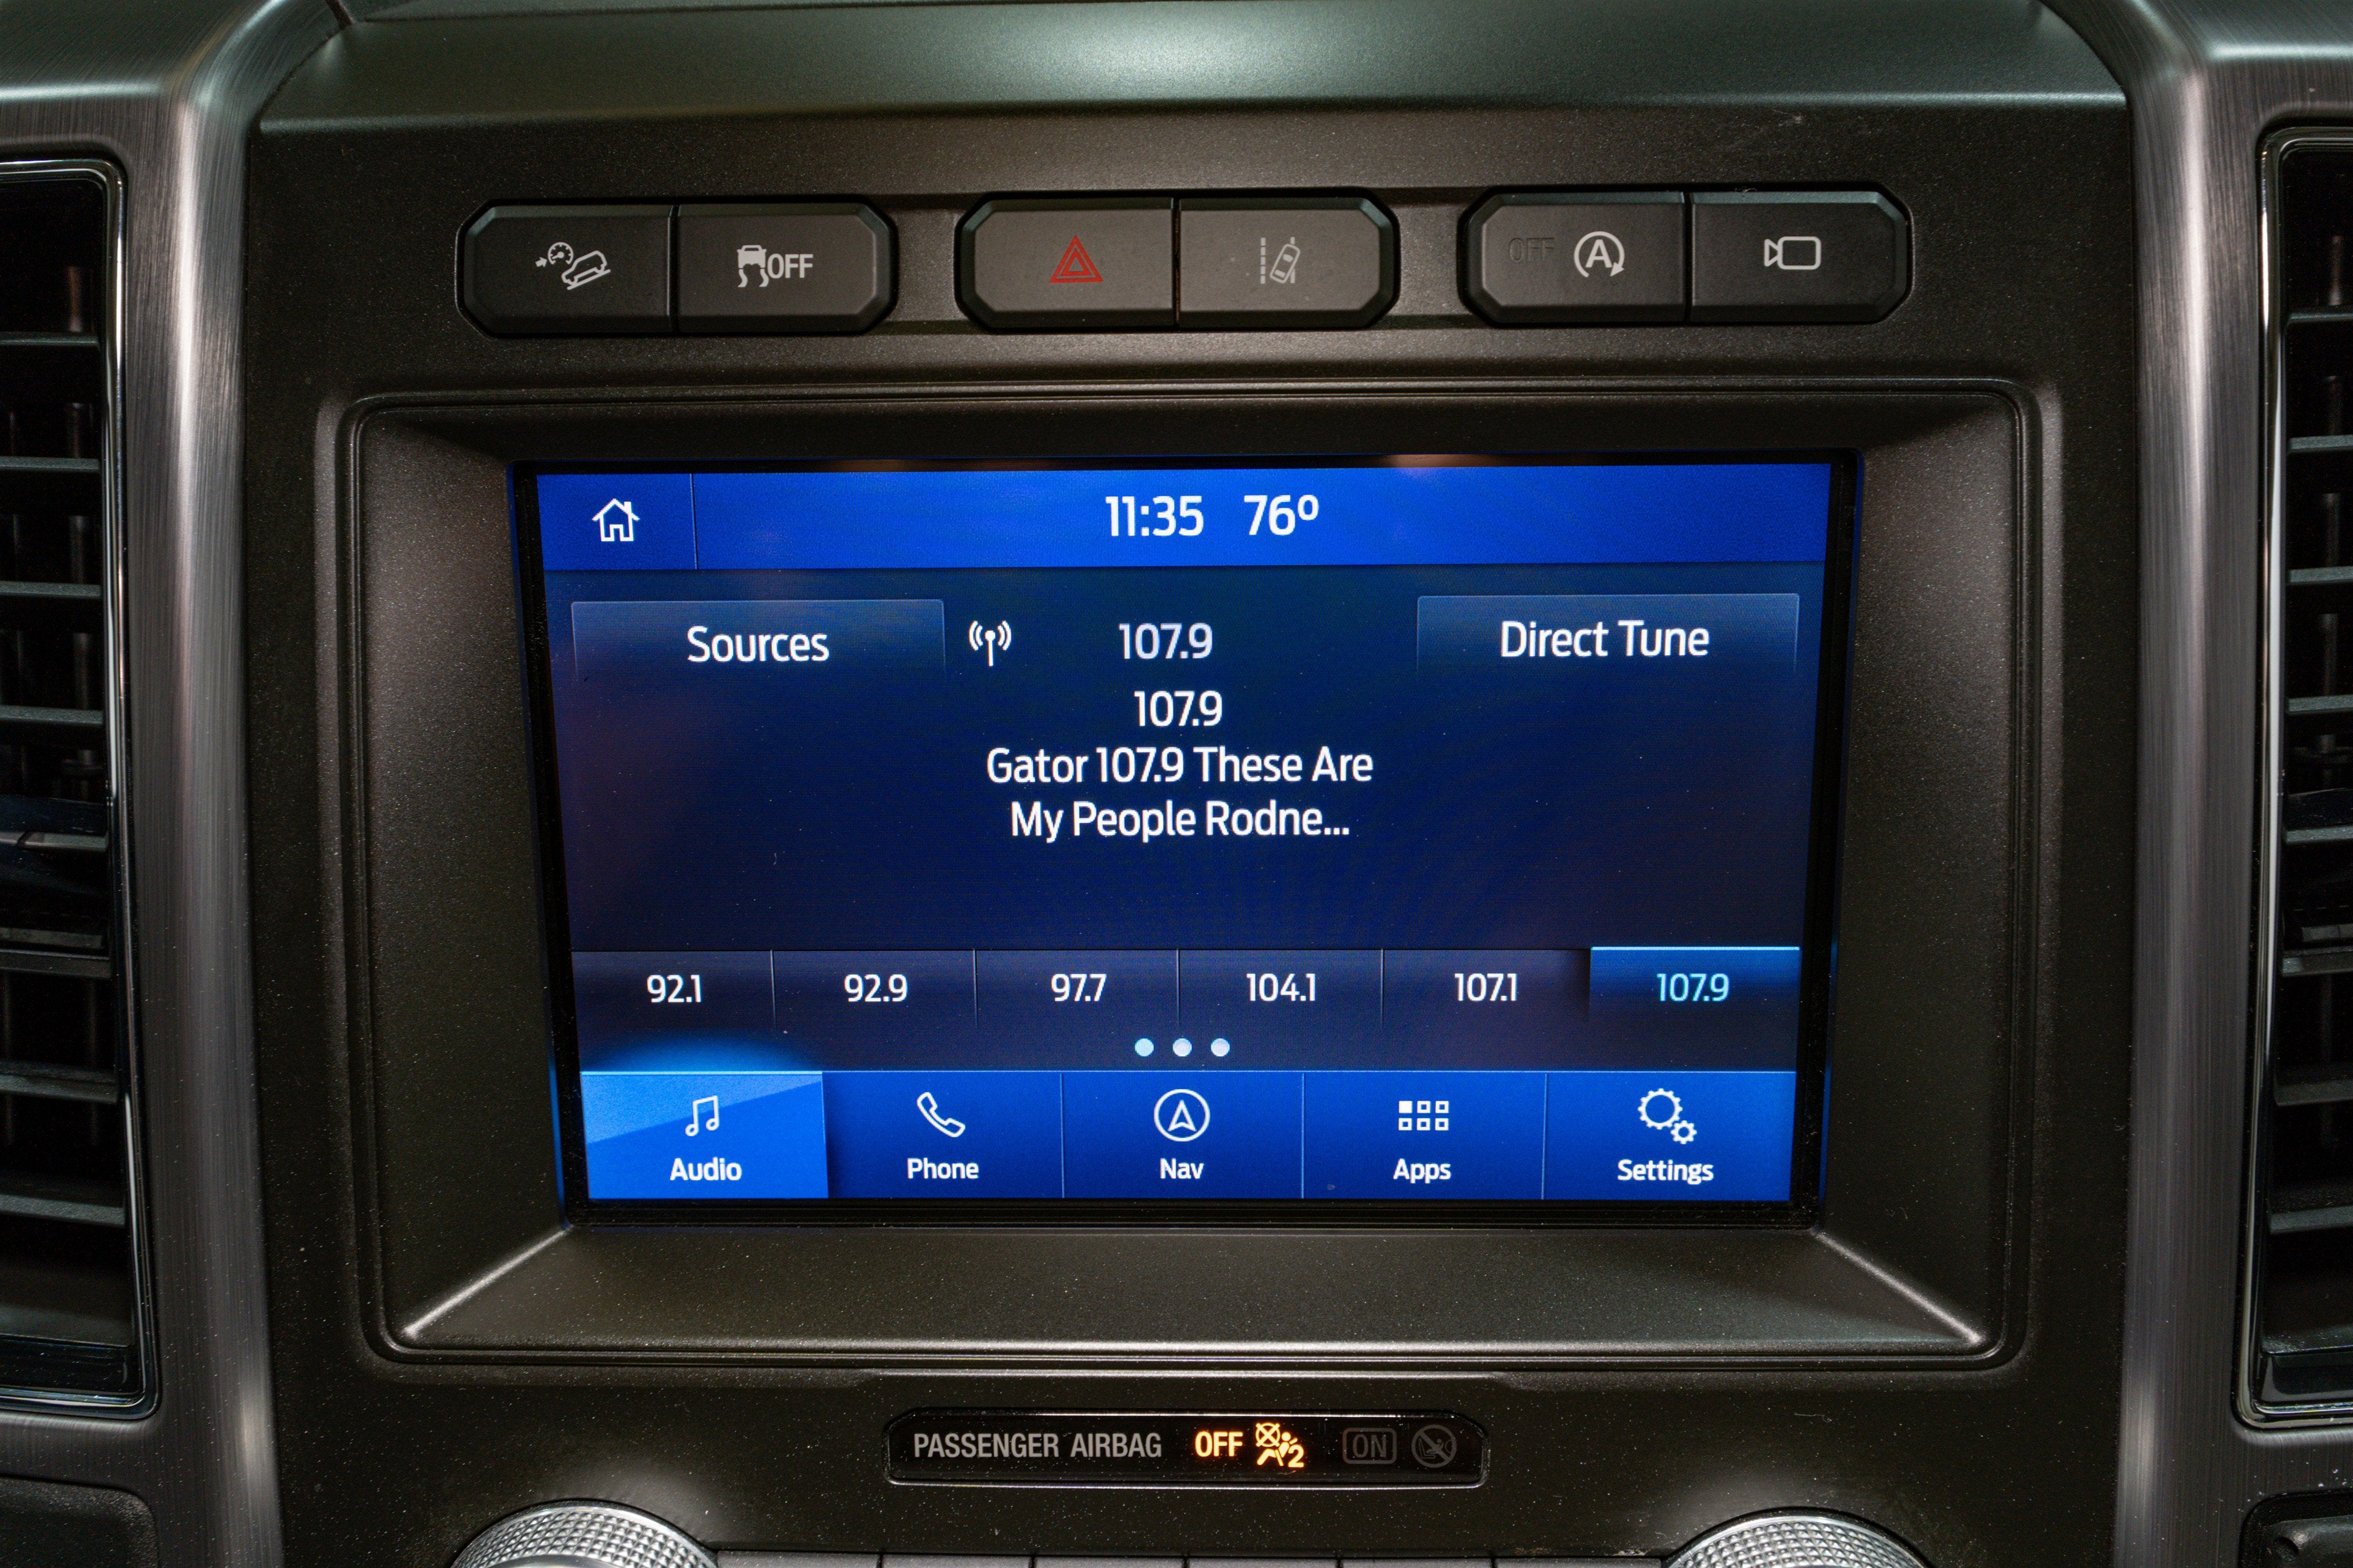 OFF
OFF A
11:35 76º
Sources
107.9
Direct Tune
107.9
Gator 107.9 These Are
My People Rodne...
92.1 92.9 97.7 104.1 107.1 107.9
Audio Phone Nav Apps Settings
PASSENGER AIRBAG OFF 2 ON